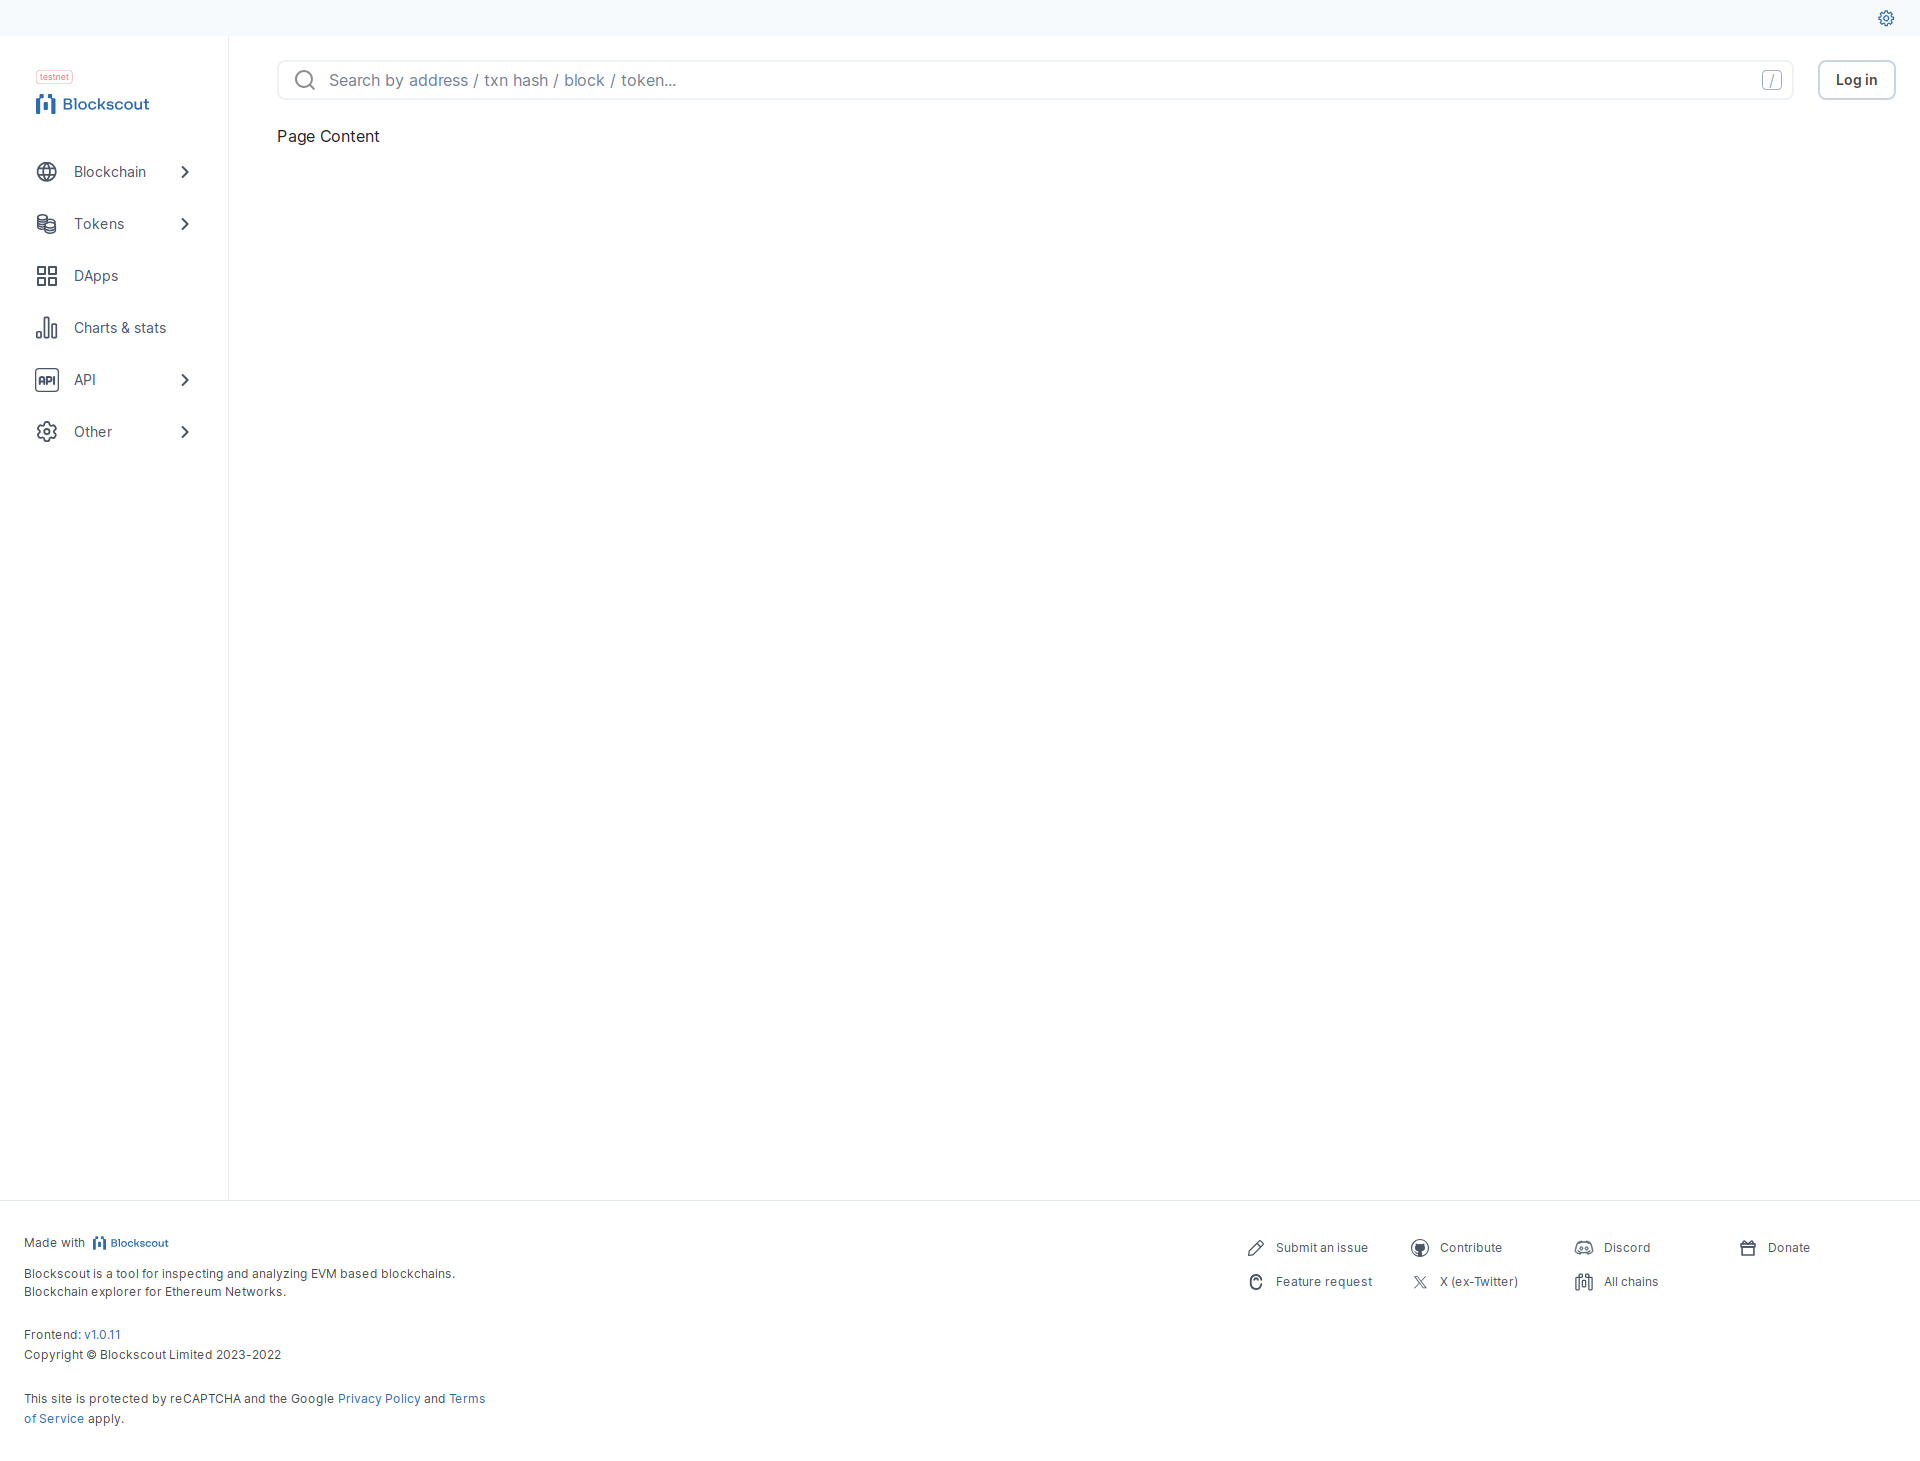 testnet
Blockscout
Search by address / txn hash / block / token...
/
Log in
Page Content
Blockchain
Tokens
DApps
Charts & stats
API
API
Other
Made with Blockscout
Blockscout is a tool for inspecting and analyzing EVM based blockchains.
Blockchain explorer for Ethereum Networks.
Frontend: v1.0.11
Copyright © Blockscout Limited 2023-2022
This site is protected by reCAPTCHA and the Google Privacy Policy and Terms
of Service apply.
Submit an issue
Contribute
Discord
Donate
Feature request
X (ex-Twitter)
All chains